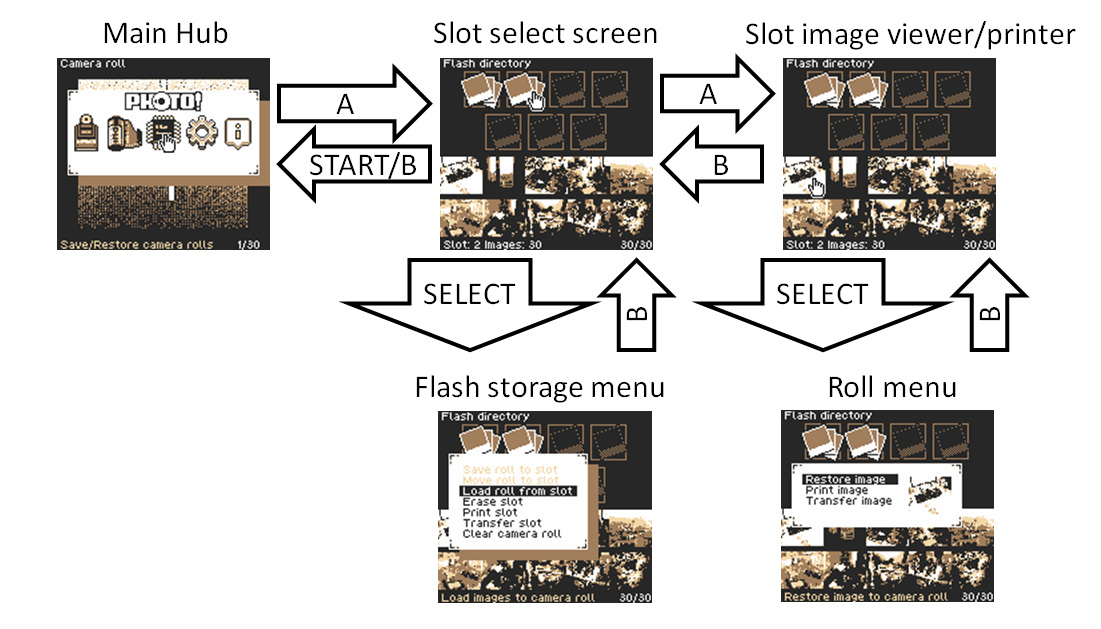 Main Hub
Slot select screen
Slot image viewer/printer
Camera roll
PHOTO!
Save/Restore camera rolls 1/30
A
START/B
Flash directory
Slot: 2 Images: 30 30/30
A
B
Flash directory
Slot: 2 Images: 30 30/30
SELECT
B
SELECT
B
Flash storage menu
Roll menu
Flash directory
Save roll to slot
Move roll to slot
Load roll from slot
Erase slot
Print slot
Transfer slot
Clear camera roll
Load images to camera roll 30/30
Flash directory
Restore image
Print image
Transfer image
Restore image to camera roll 30/30